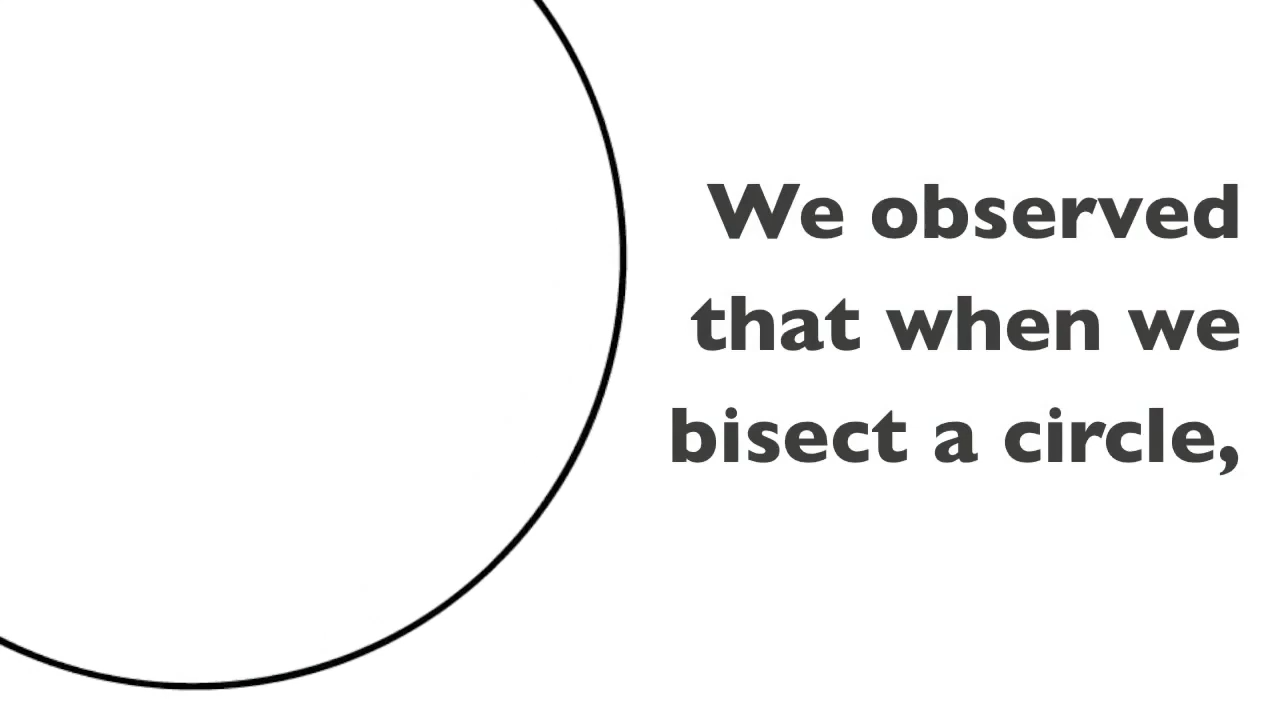 We observed
that when we
bisect a circle,